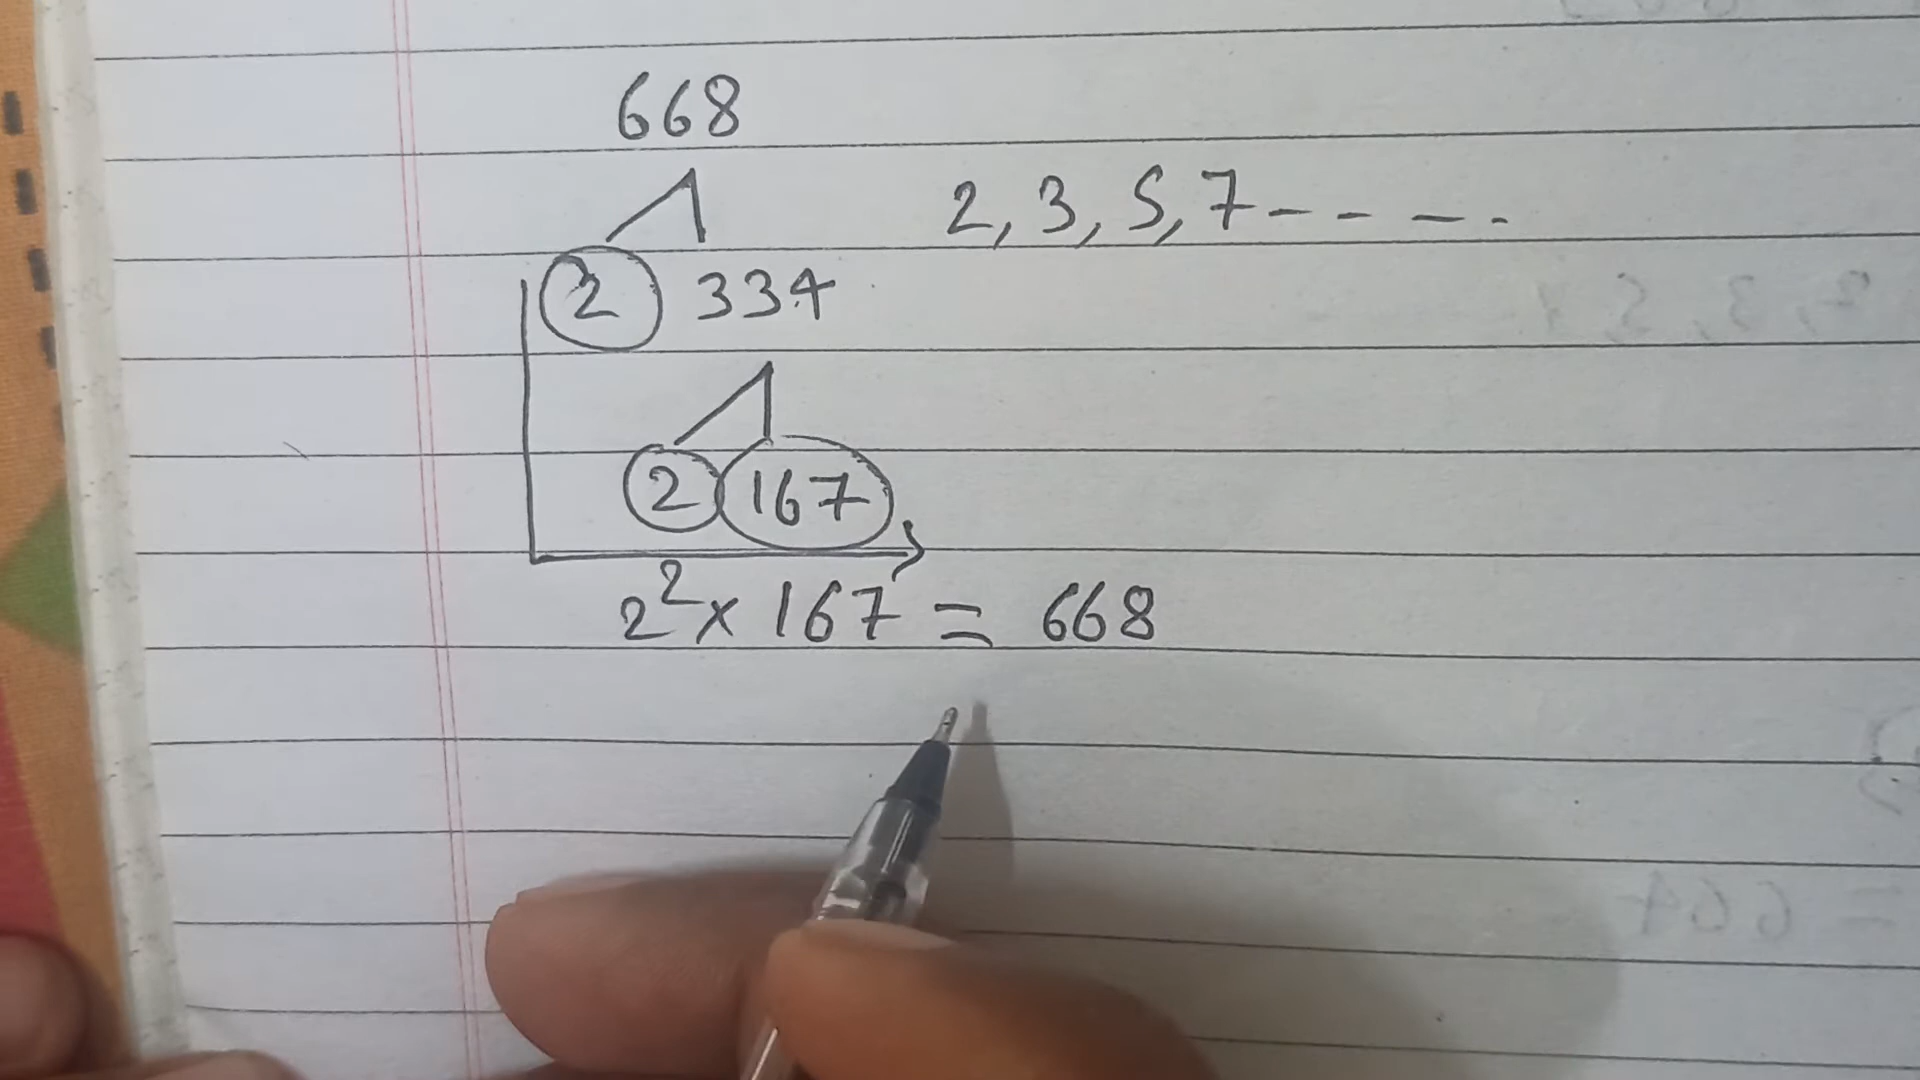 668
2, 3, 5, 7 - - - -
2 334
2 167
2² × 167 = 668